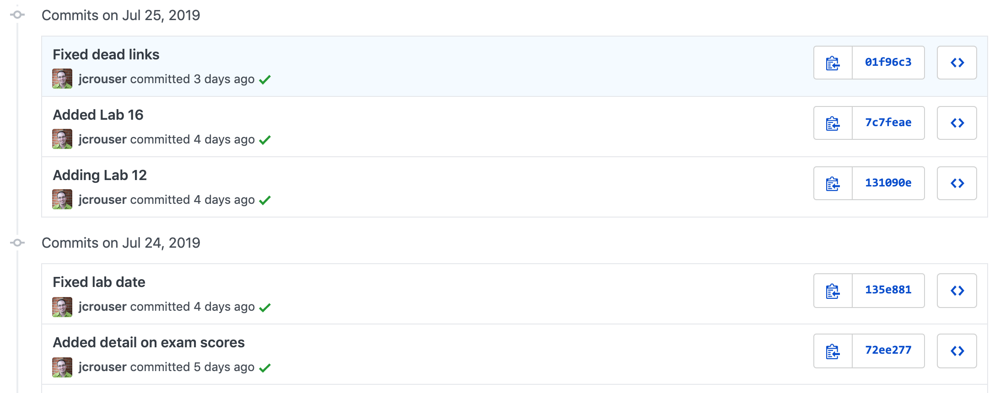 Commits on Jul 25, 2019
Fixed dead links
01f96c3
jcrouser committed 3 days ago
Added Lab 16
7c7feae
jcrouser committed 4 days ago
Adding Lab 12
131090e
jcrouser committed 4 days ago
Commits on Jul 24, 2019
Fixed lab date
135e881
jcrouser committed 4 days ago
Added detail on exam scores
72ee277
jcrouser committed 5 days ago